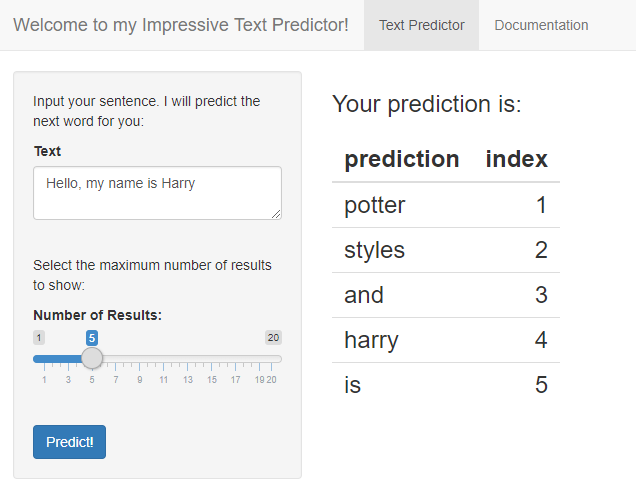 Welcome to my Impressive Text Predictor! Text Predictor Documentation
Input your sentence. I will predict the
next word for you:
Text
Hello, my name is Harry
Select the maximum number of results
to show:
Number of Results:
1 5 20
1 3 5 7 9 11 13 15 17 19 20
Predict!
Your prediction is:
prediction index
potter 1
styles 2
and 3
harry 4
is 5